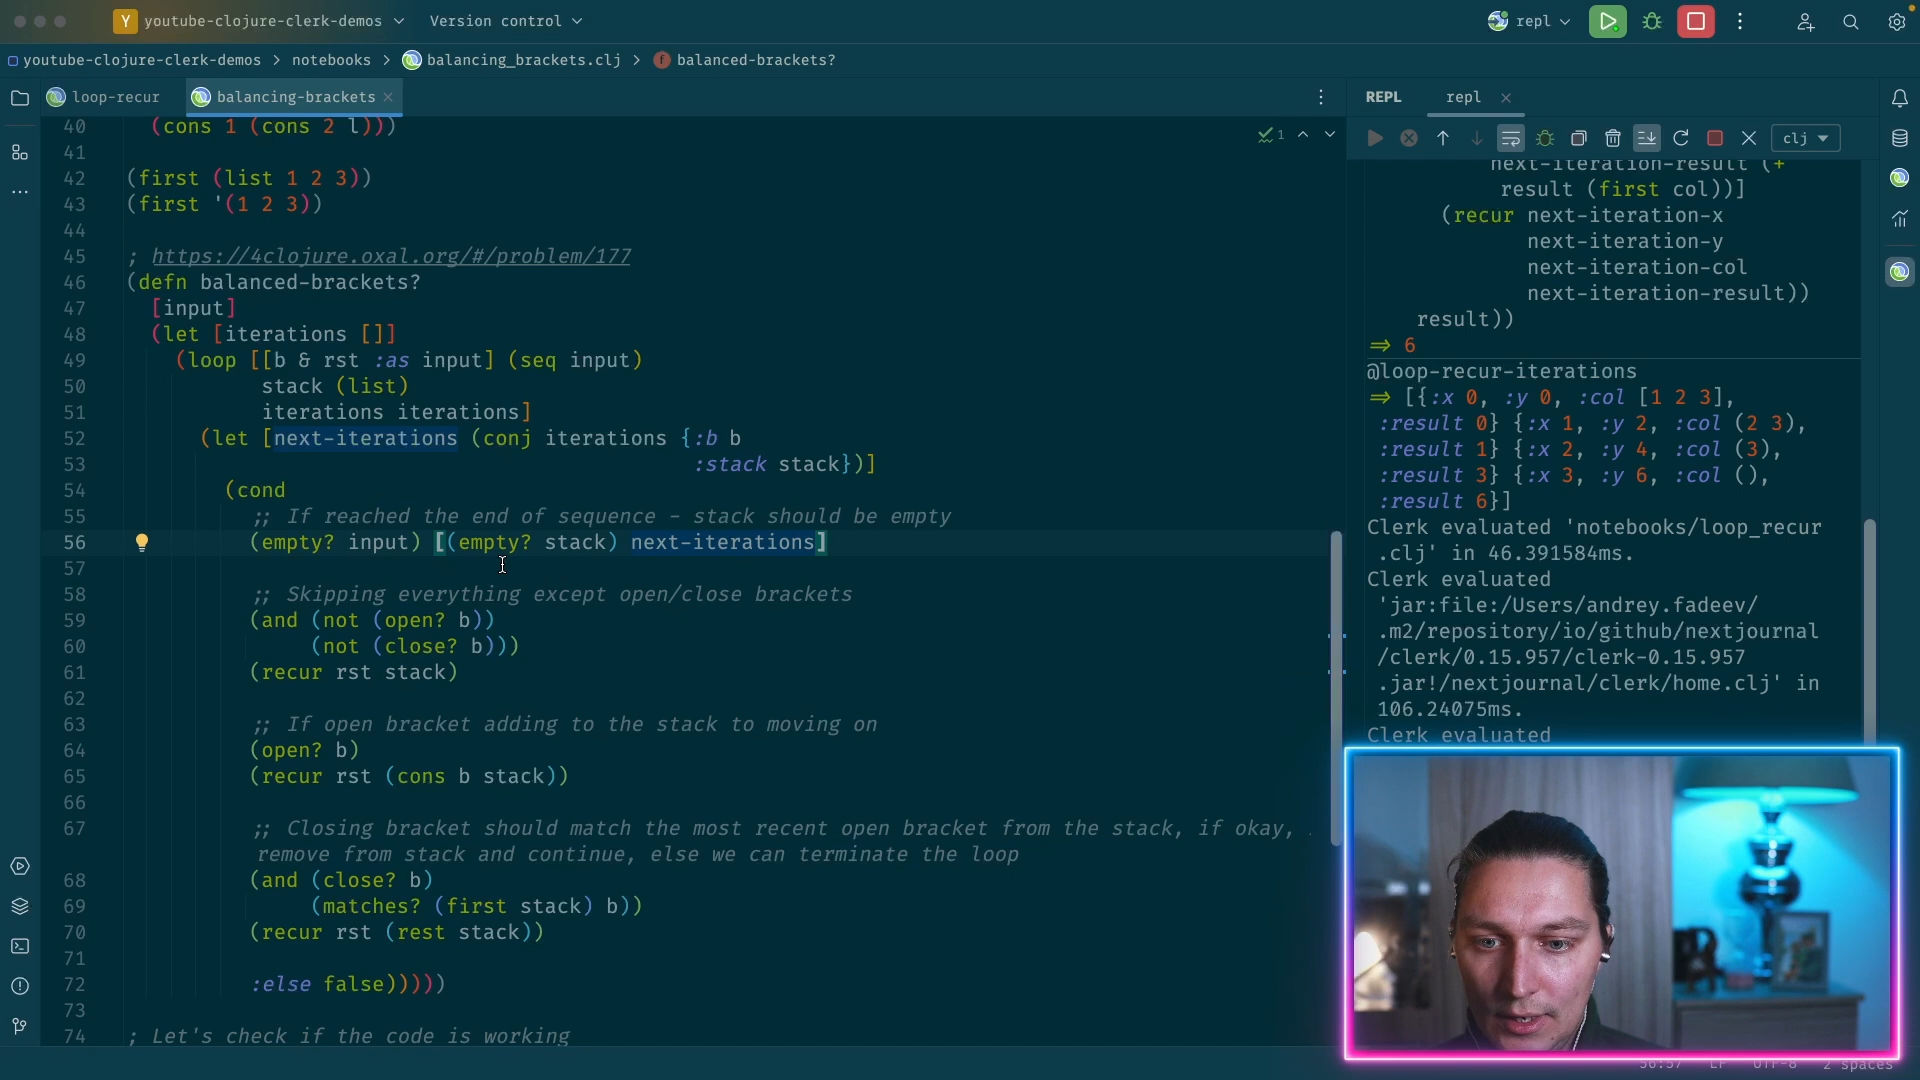 Y youtube-clojure-clerk-demos Version control repl
youtube-clojure-clerk-demos > notebooks > balancing_brackets.clj > f balanced-brackets?
loop-recur balancing-brackets
40 (cons 1 (cons 2 l)))
41
42 (first (list 1 2 3))
43 (first '(1 2 3))
44
45 ; https://4clojure.oxal.org/#/problem/177
46 (defn balanced-brackets?
47 [input]
48 (let [iterations []]
49 (loop [[b & rst :as input] (seq input)
50 stack (list)
51 iterations iterations]
52 (let [next-iterations (conj iterations {:b b
53 :stack stack})]
54 (cond
55 ;; If reached the end of sequence - stack should be empty
56 (empty? input) [(empty? stack) next-iterations]
57
58 ;; Skipping everything except open/close brackets
59 (and (not (open? b))
60 (not (close? b)))
61 (recur rst stack)
62
63 ;; If open bracket adding to the stack to moving on
64 (open? b)
65 (recur rst (cons b stack))
66
67 ;; Closing bracket should match the most recent open bracket from the stack, if okay,
remove from stack and continue, else we can terminate the loop
68 (and (close? b)
69 (matches? (first stack) b))
70 (recur rst (rest stack))
71
72 :else false)))))
73
74 ; Let's check if the code is working
1
REPL repl
clj
next-iteration-result (+
result (first col))]
(recur next-iteration-x
next-iteration-y
next-iteration-col
next-iteration-result))
result))
=> 6
@loop-recur-iterations
=> [{:x 0, :y 0, :col [1 2 3],
:result 0} {:x 1, :y 2, :col (2 3),
:result 1} {:x 2, :y 4, :col (3),
:result 3} {:x 3, :y 6, :col (),
:result 6}]
Clerk evaluated 'notebooks/loop_recur
.clj' in 46.391584ms.
Clerk evaluated
'jar:file:/Users/andrey.fadeev/
.m2/repository/io/github/nextjournal
/clerk/0.15.957/clerk-0.15.957
.jar!/nextjournal/clerk/home.clj' in
106.24075ms.
Clerk evaluated
56:57 LF UTF-8 2 spaces